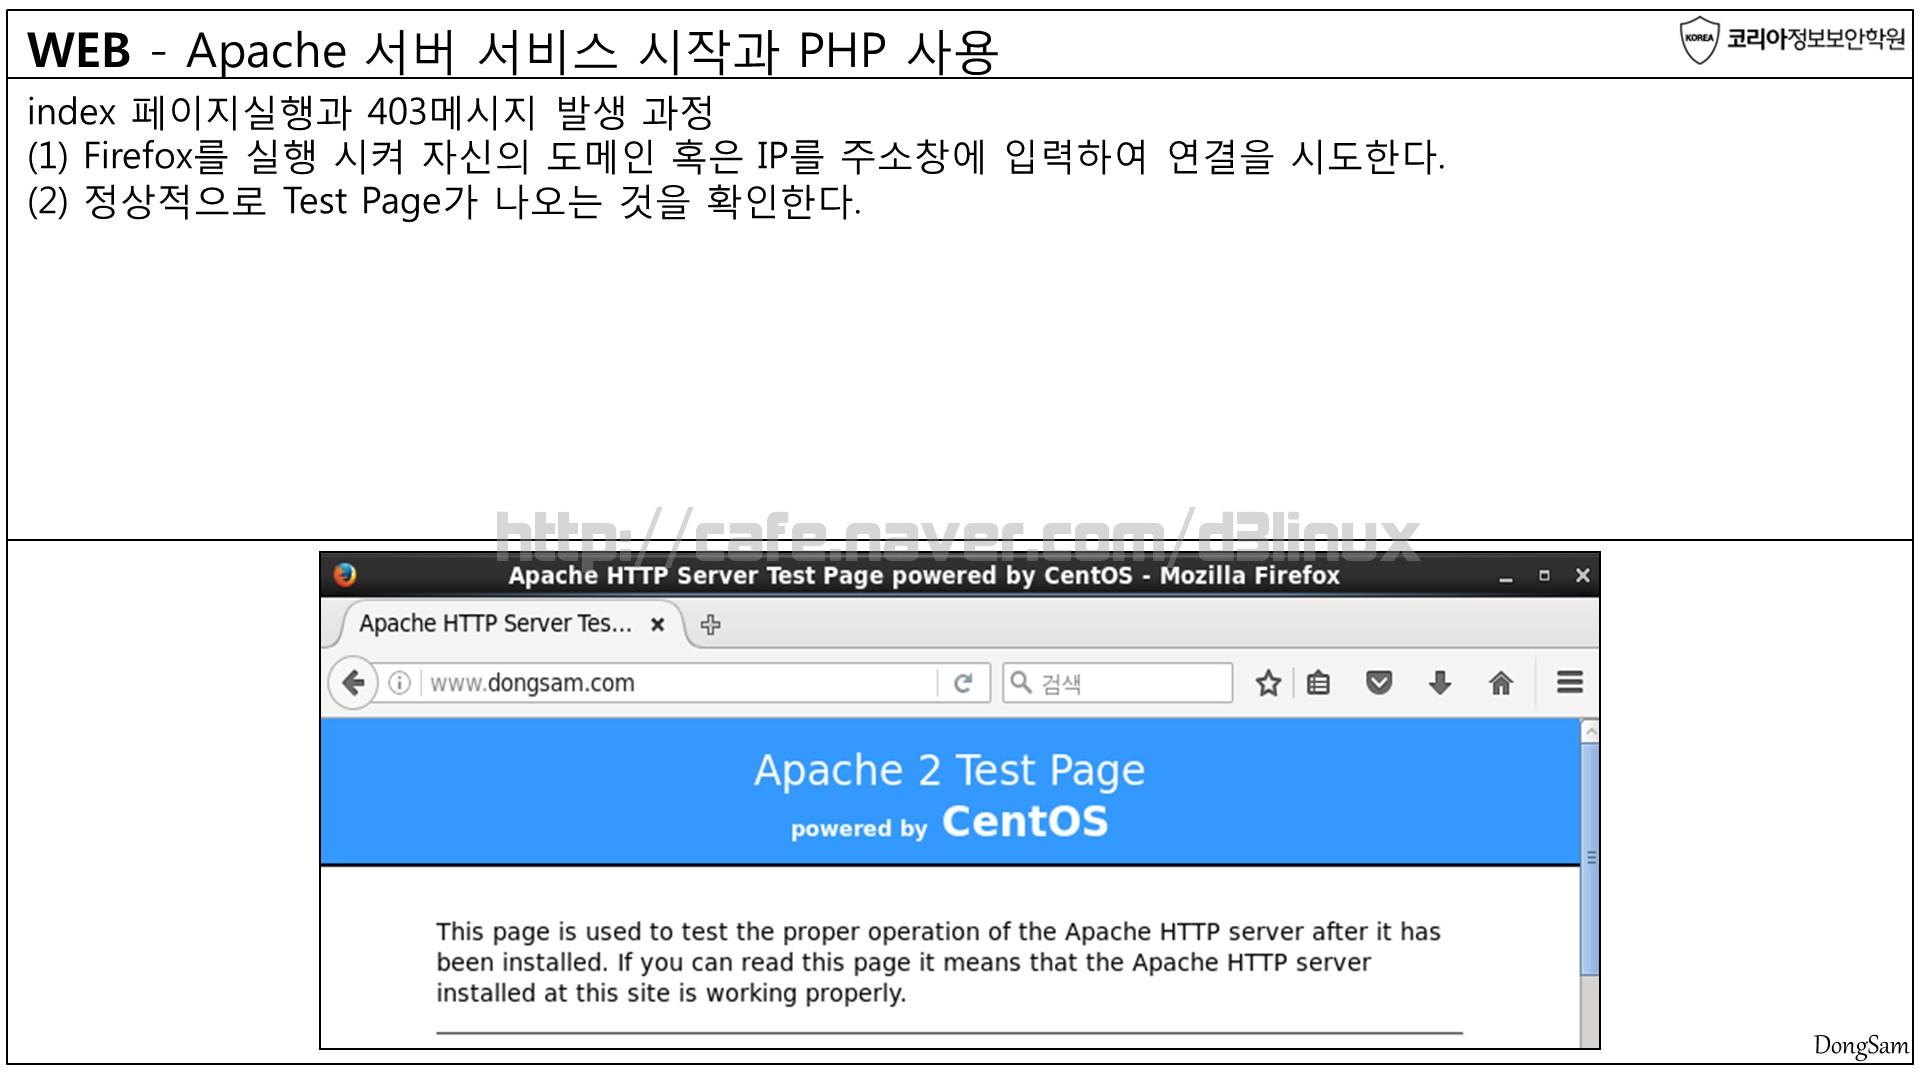 WEB - Apache 서버 서비스 시작과 PHP 사용
KOREA 코리아정보보안학원
index 페이지실행과 403메시지 발생 과정
(1) Firefox를 실행 시켜 자신의 도메인 혹은 IP를 주소창에 입력하여 연결을 시도한다.
(2) 정상적으로 Test Page가 나오는 것을 확인한다.
http://cafe.naver.com/d3linux
Apache HTTP Server Test Page powered by CentOS - Mozilla Firefox
Apache HTTP Server Tes...
www.dongsam.com
검색
Apache 2 Test Page
powered by CentOS
This page is used to test the proper operation of the Apache HTTP server after it has
been installed. If you can read this page it means that the Apache HTTP server
installed at this site is working properly.
DongSam